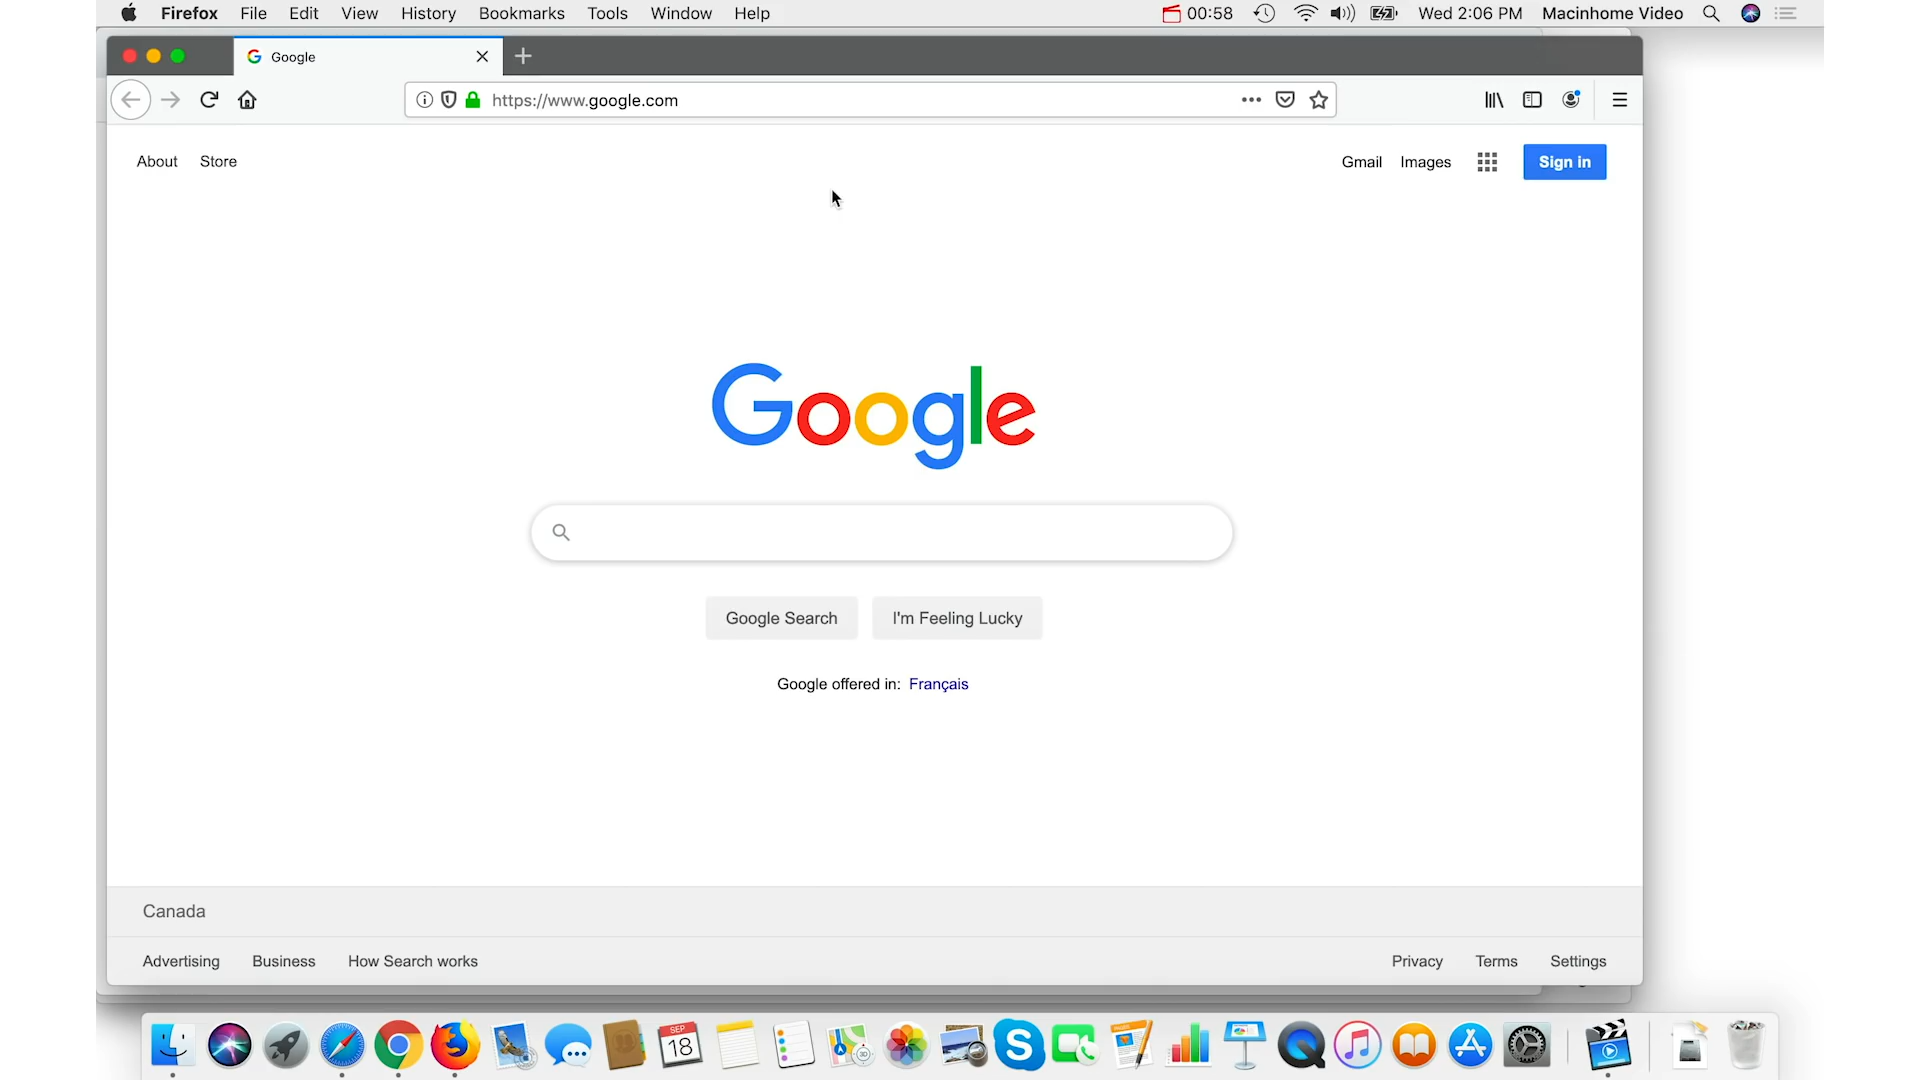 Firefox File Edit View History Bookmarks Tools Window Help 00:58 Wed 2:06 PM Macinhome Video
Google
https://www.google.com
About Store Gmail Images Sign in
Google
Google Search I'm Feeling Lucky
Google offered in: Français
Canada
Advertising Business How Search works Privacy Terms Settings
SEP
18